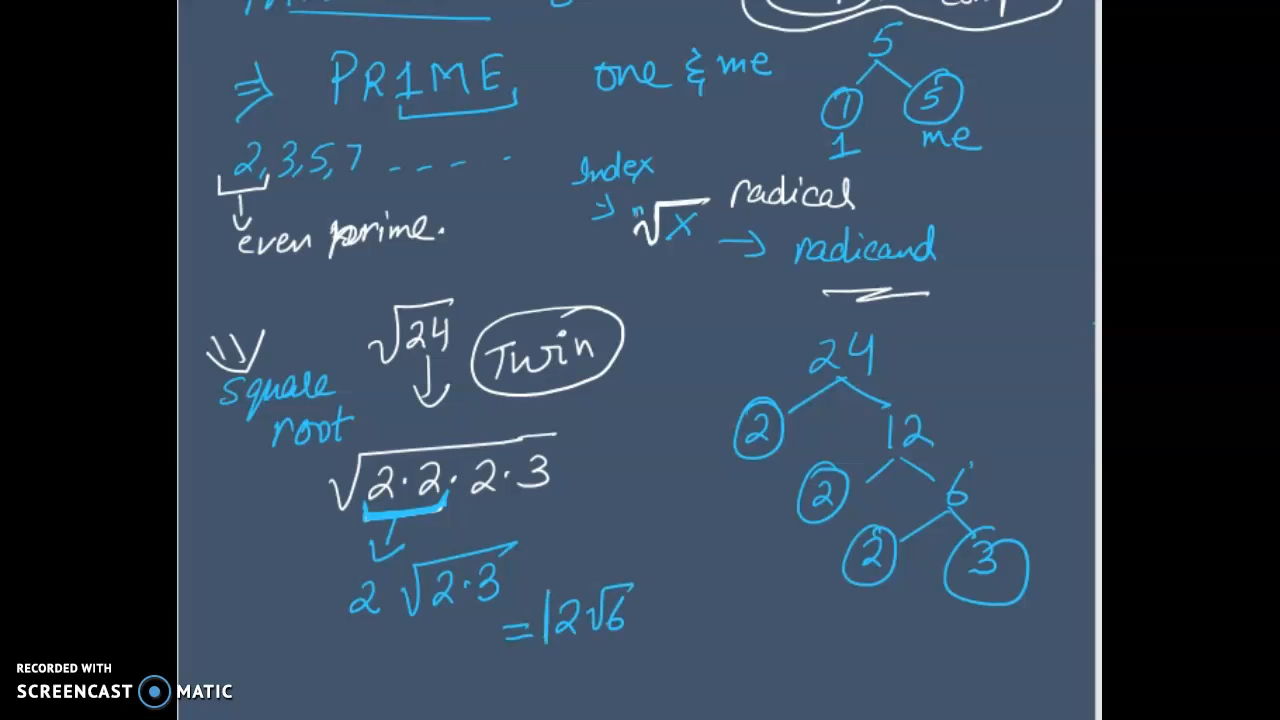 ⇒ PR1ME one & me
5
1 5
1 me
2, 3, 5, 7 - - - - -
even prime.
Index
→ ⁿ√x radical
→ radicand
√24 Twin
square
root
√2·2·2·3
2 √2·3
= |2√6
24
2 12
2 6
2 3
RECORDED WITH
SCREENCAST MATIC